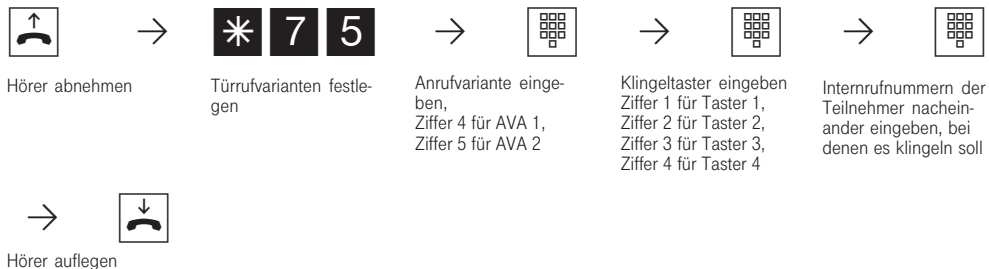 * 7 5
Hörer abnehmen
Türrufvarianten festle-
gen
Anrufvariante einge-
ben,
Ziffer 4 für AVA 1,
Ziffer 5 für AVA 2
Klingeltaster eingeben
Ziffer 1 für Taster 1,
Ziffer 2 für Taster 2,
Ziffer 3 für Taster 3,
Ziffer 4 für Taster 4
Internrufnummern der
Teilnehmer nachein-
ander eingeben, bei
denen es klingeln soll
Hörer auflegen